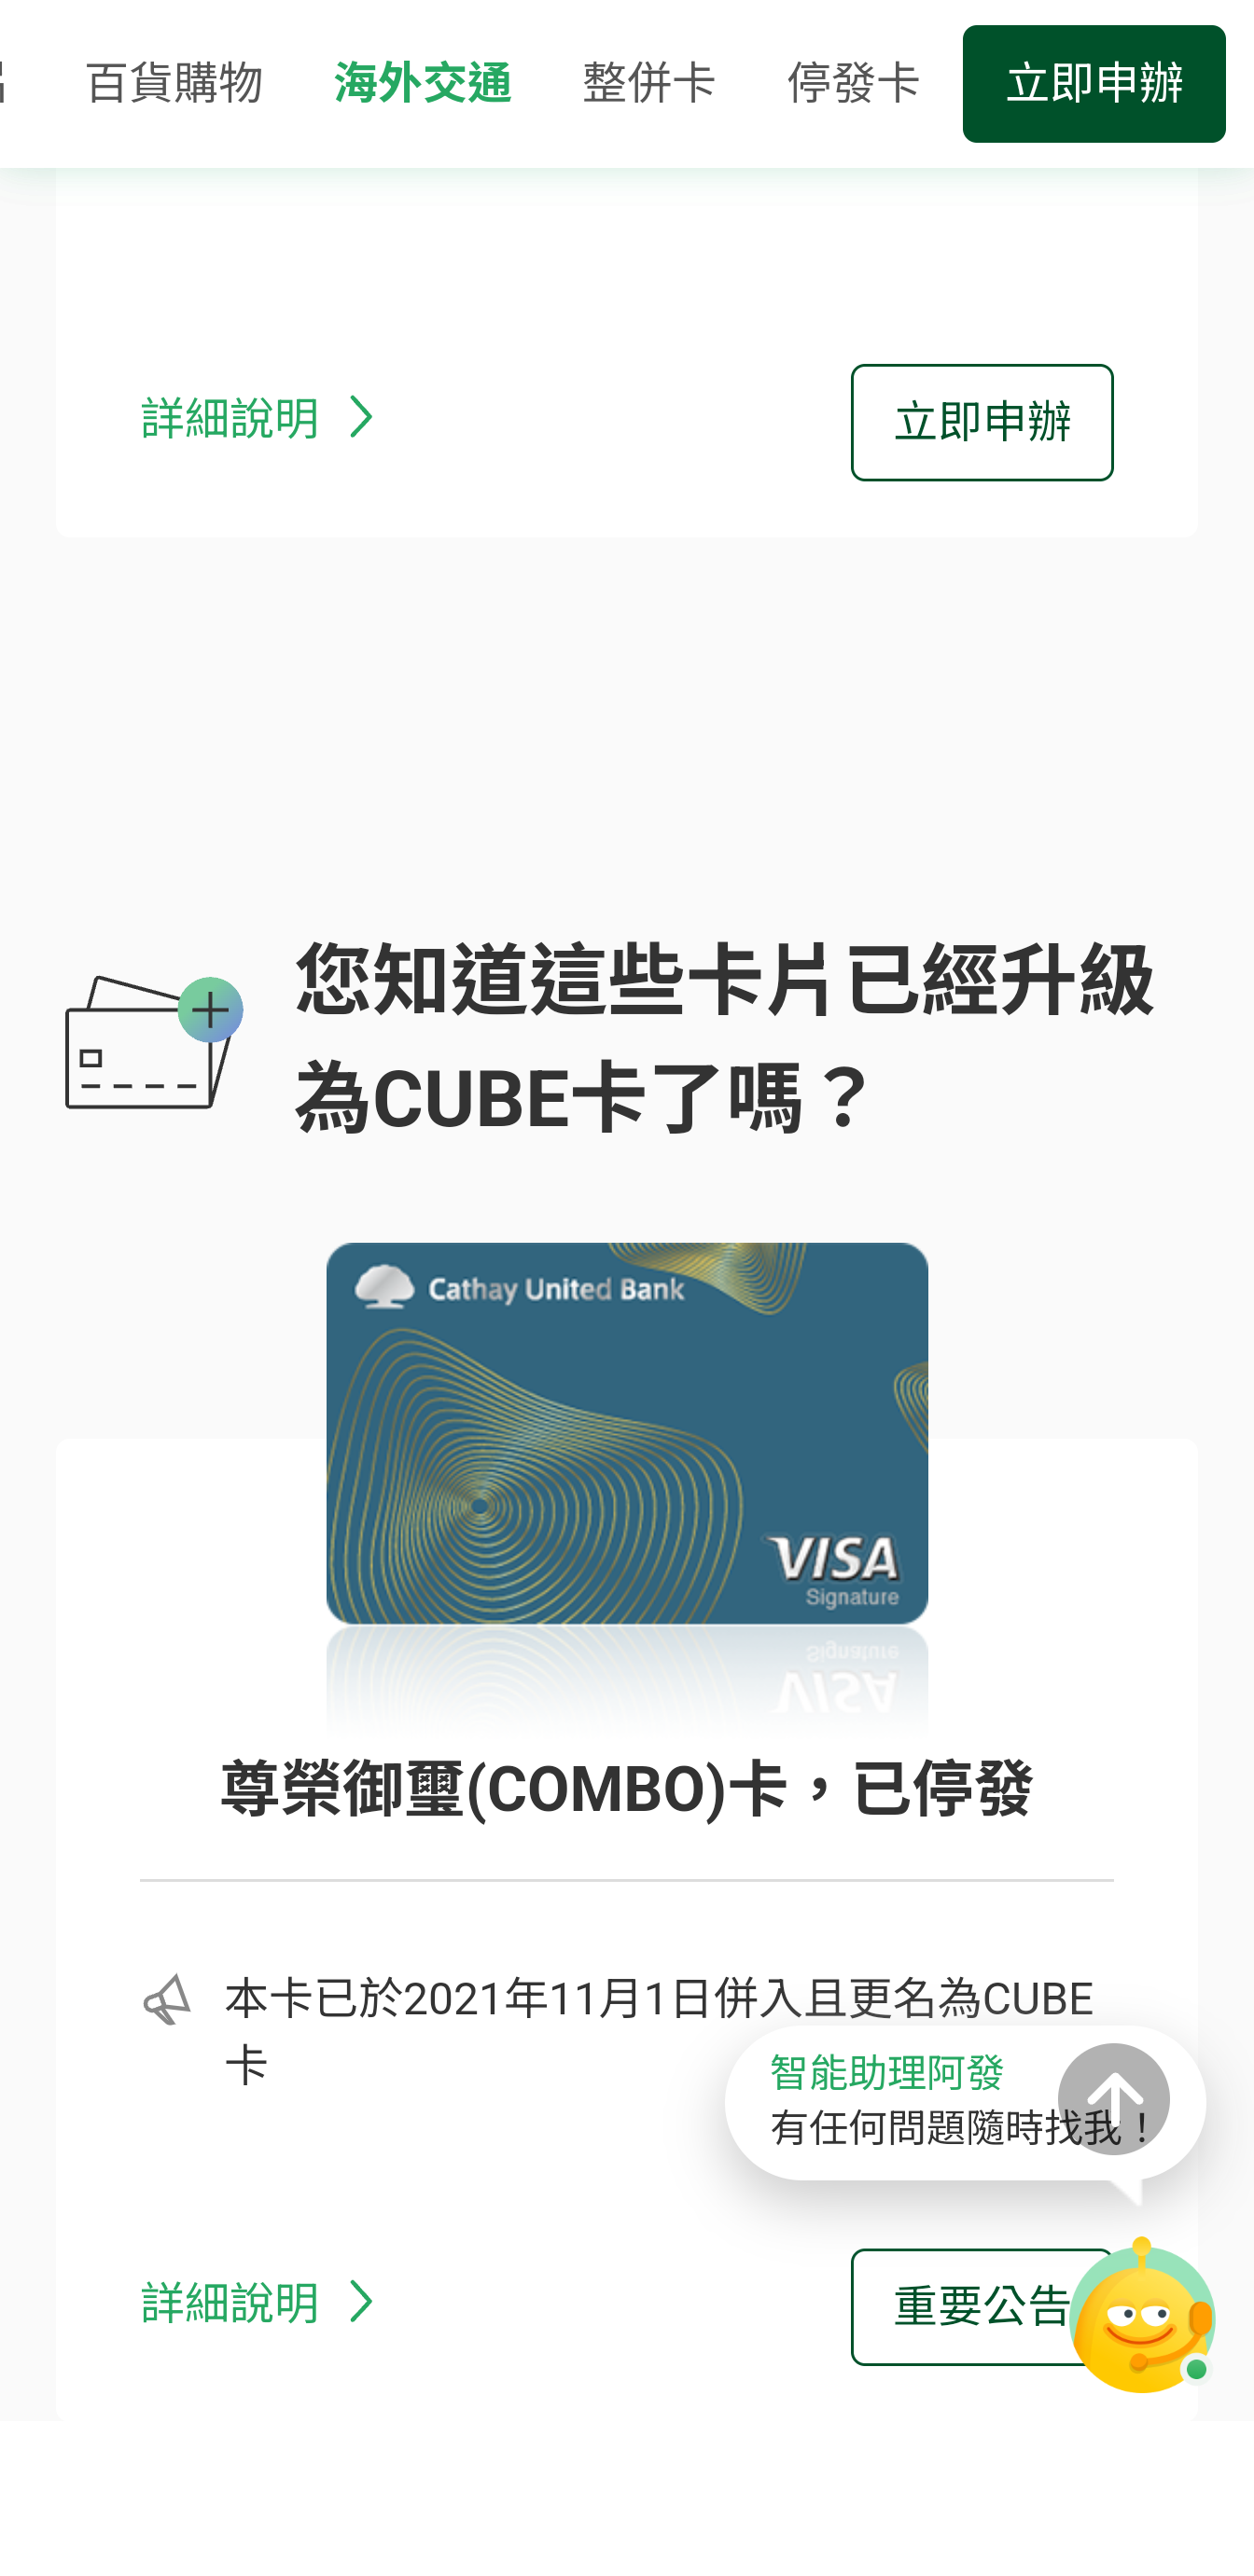 百貨購物 海外交通 整併卡 停發卡 立即申辦
詳細說明 立即申辦
您知道這些卡片已經升級
為CUBE卡了嗎？
Cathay United Bank
VISA
Signature
尊榮御璽(COMBO)卡，已停發
本卡已於2021年11月1日併入且更名為CUBE
卡
智能助理阿發
有任何問題隨時找我！
詳細說明 重要公告